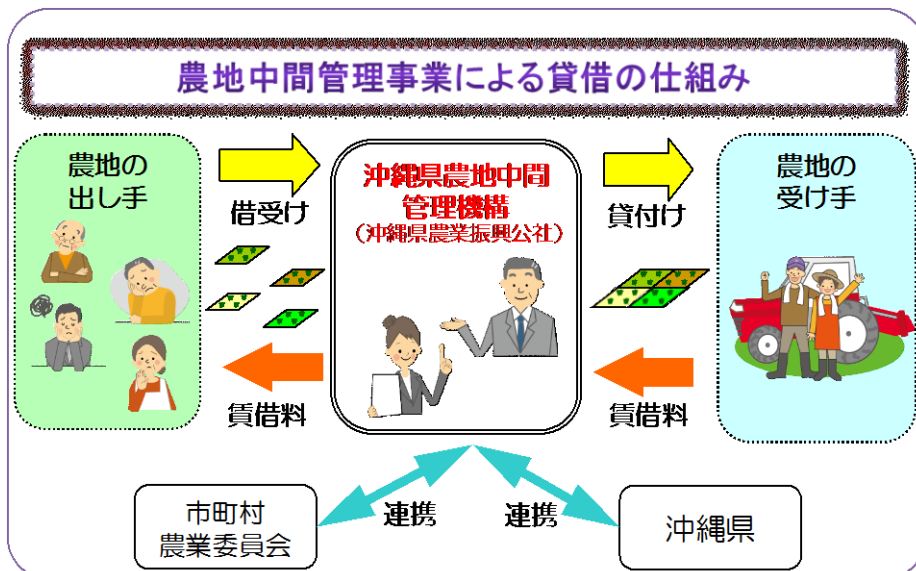 農地中間管理事業による貸借の仕組み
農地の
出し手
借受け
賃借料
沖縄県農地中間
管理機構
(沖縄県農業振興公社)
貸付け
賃借料
農地の
受け手
連携
連携
市町村
農業委員会
沖縄県